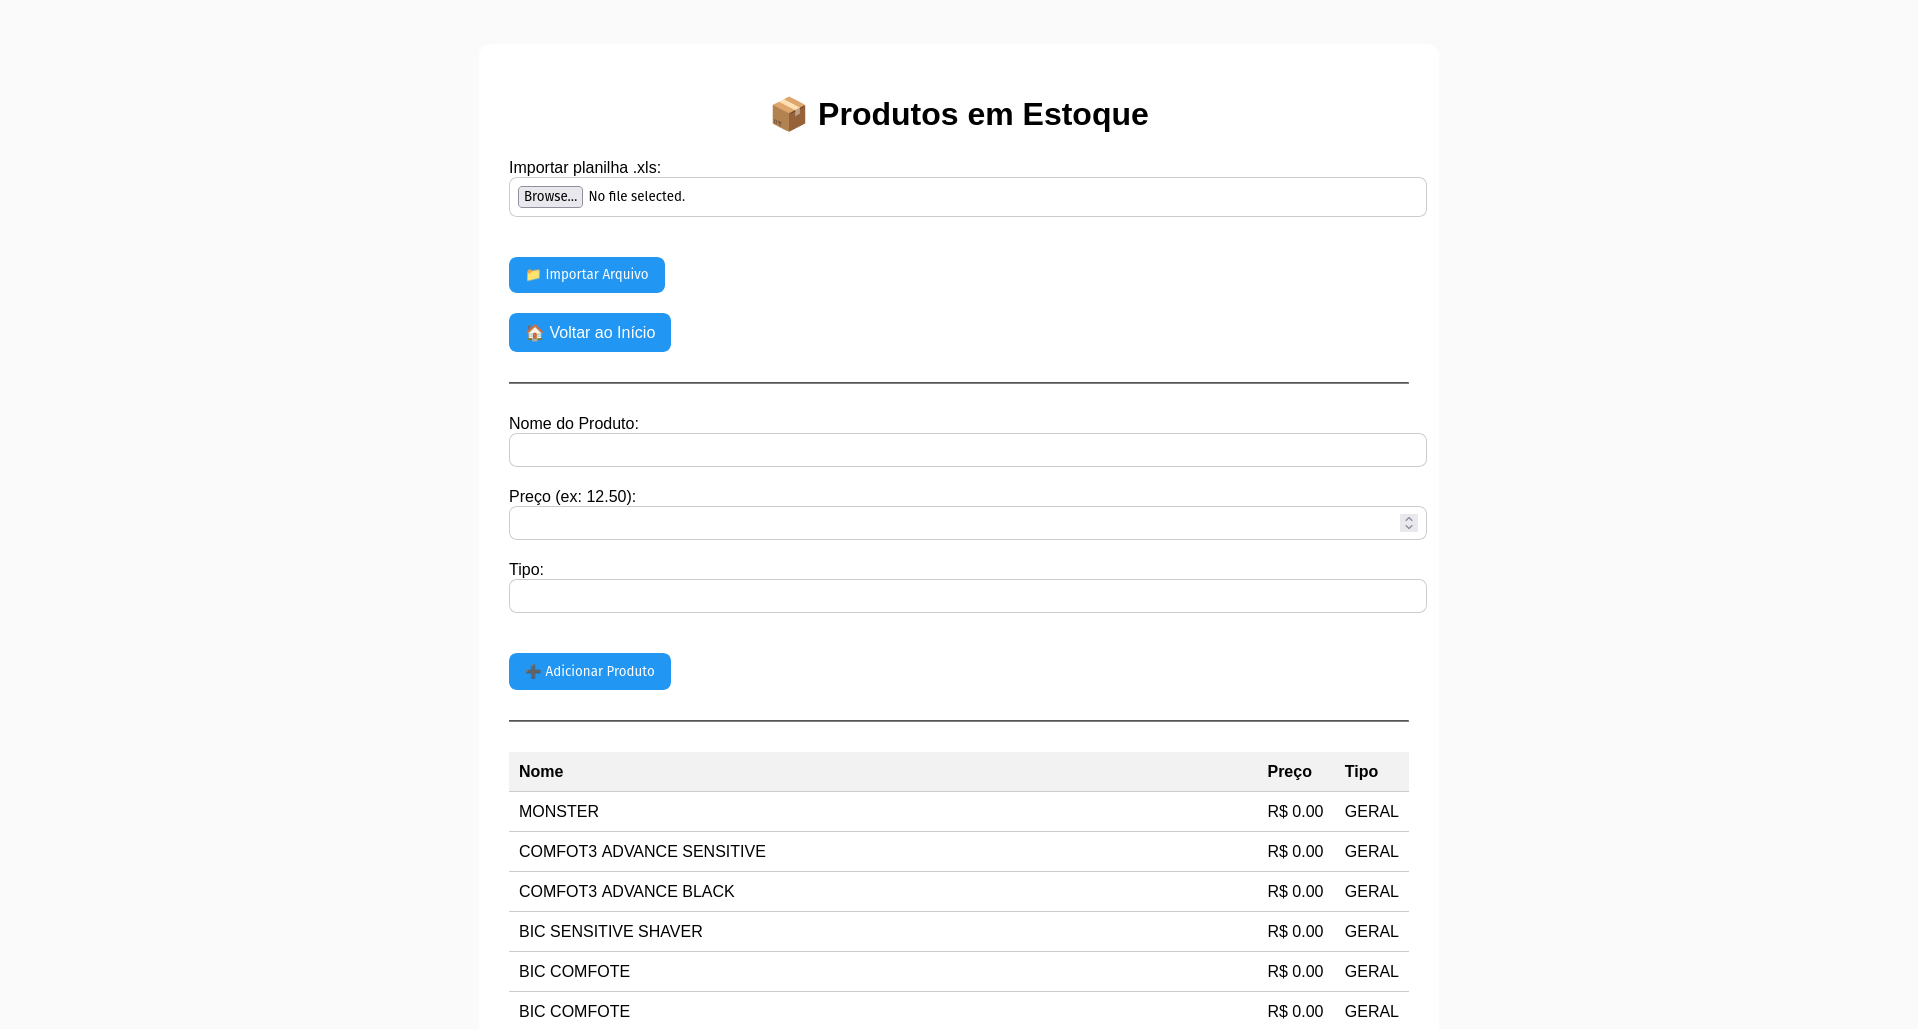 📦 Produtos em Estoque
Importar planilha .xls:
Browse... No file selected.
📁 Importar Arquivo
🏠 Voltar ao Início
Nome do Produto:
Preço (ex: 12.50):
Tipo:
➕ Adicionar Produto
Nome Preço Tipo
MONSTER R$ 0.00 GERAL
COMFOT3 ADVANCE SENSITIVE R$ 0.00 GERAL
COMFOT3 ADVANCE BLACK R$ 0.00 GERAL
BIC SENSITIVE SHAVER R$ 0.00 GERAL
BIC COMFOTE R$ 0.00 GERAL
BIC COMFOTE R$ 0.00 GERAL